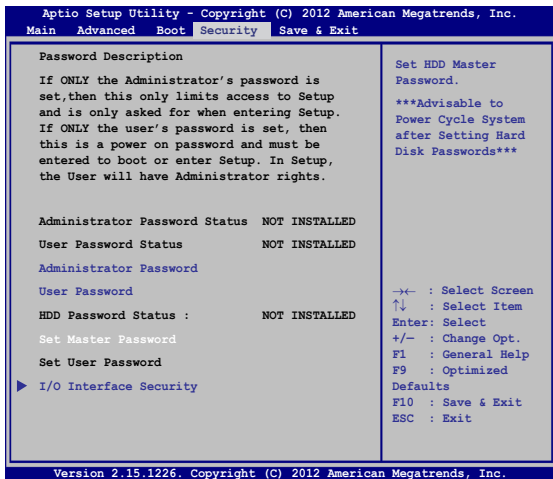 Aptio Setup Utility - Copyright (C) 2012 American Megatrends, Inc.
Main Advanced Boot Security Save & Exit
Password Description
If ONLY the Administrator's password is
set,then this only limits access to Setup
and is only asked for when entering Setup.
If ONLY the user's password is set, then
this is a power on password and must be
entered to boot or enter Setup. In Setup,
the User will have Administrator rights.
Administrator Password Status NOT INSTALLED
User Password Status NOT INSTALLED
Administrator Password
User Password
HDD Password Status : NOT INSTALLED
Set Master Password
Set User Password
I/O Interface Security
Set HDD Master
Password.
***Advisable to
Power Cycle System
after Setting Hard
Disk Passwords***
→← : Select Screen
↑↓ : Select Item
Enter: Select
+/— : Change Opt.
F1 : General Help
F9 : Optimized
Defaults
F10 : Save & Exit
ESC : Exit
Version 2.15.1226. Copyright (C) 2012 American Megatrends, Inc.